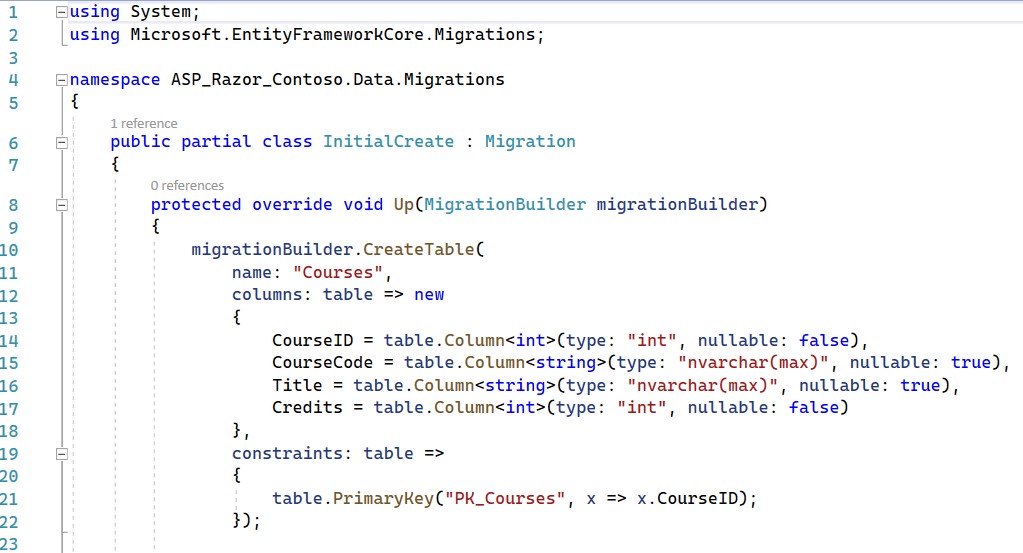 1 using System;
2 using Microsoft.EntityFrameworkCore.Migrations;
3
4 namespace ASP_Razor_Contoso.Data.Migrations
5 {
1 reference
6 public partial class InitialCreate : Migration
7 {
0 references
8 protected override void Up(MigrationBuilder migrationBuilder)
9 {
10 migrationBuilder.CreateTable(
11 name: "Courses",
12 columns: table => new
13 {
14 CourseID = table.Column<int>(type: "int", nullable: false),
15 CourseCode = table.Column<string>(type: "nvarchar(max)", nullable: true),
16 Title = table.Column<string>(type: "nvarchar(max)", nullable: true),
17 Credits = table.Column<int>(type: "int", nullable: false)
18 },
19 constraints: table =>
20 {
21 table.PrimaryKey("PK_Courses", x => x.CourseID);
22 });
23